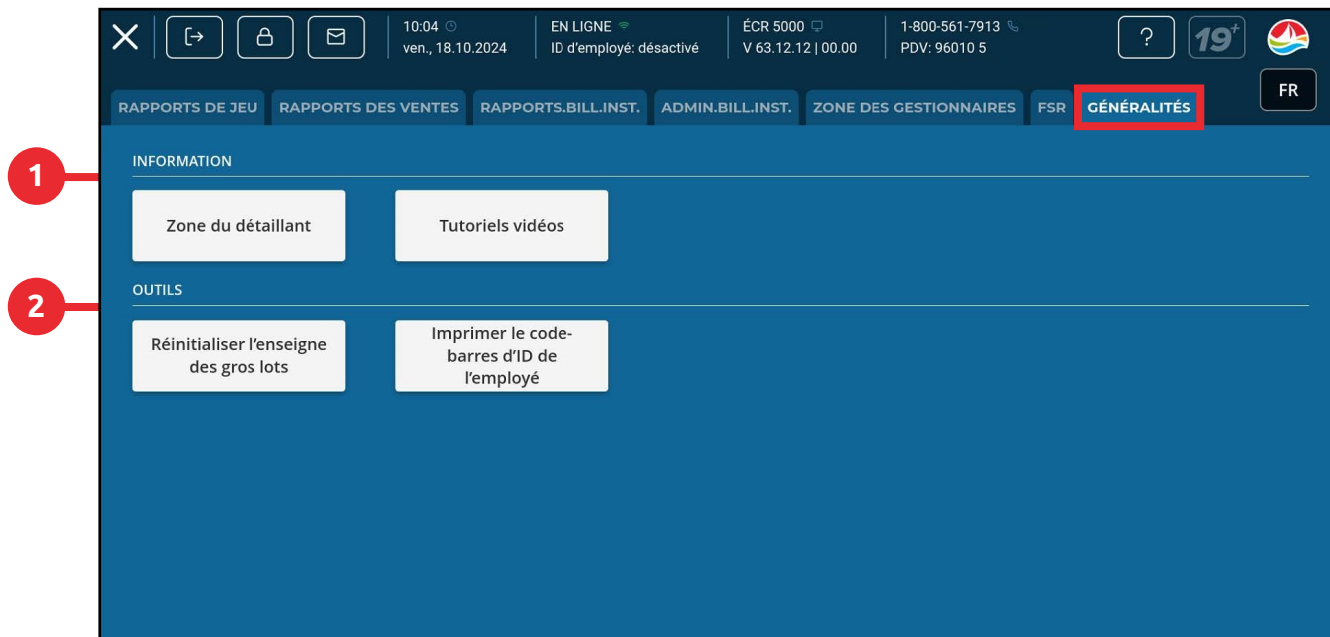 10:04
ven., 18.10.2024
EN LIGNE
ID d'employé: désactivé
ÉCR 5000
V 63.12.12 | 00.00
1-800-561-7913
PDV: 96010 5
?
19+
FR
RAPPORTS DE JEU
RAPPORTS DES VENTES
RAPPORTS.BILL.INST.
ADMIN.BILL.INST.
ZONE DES GESTIONNAIRES
FSR
GÉNÉRALITÉS
1
INFORMATION
Zone du détaillant
Tutoriels vidéos
2
OUTILS
Réinitialiser l’enseigne
des gros lots
Imprimer le code-
barres d’ID de
l’employé